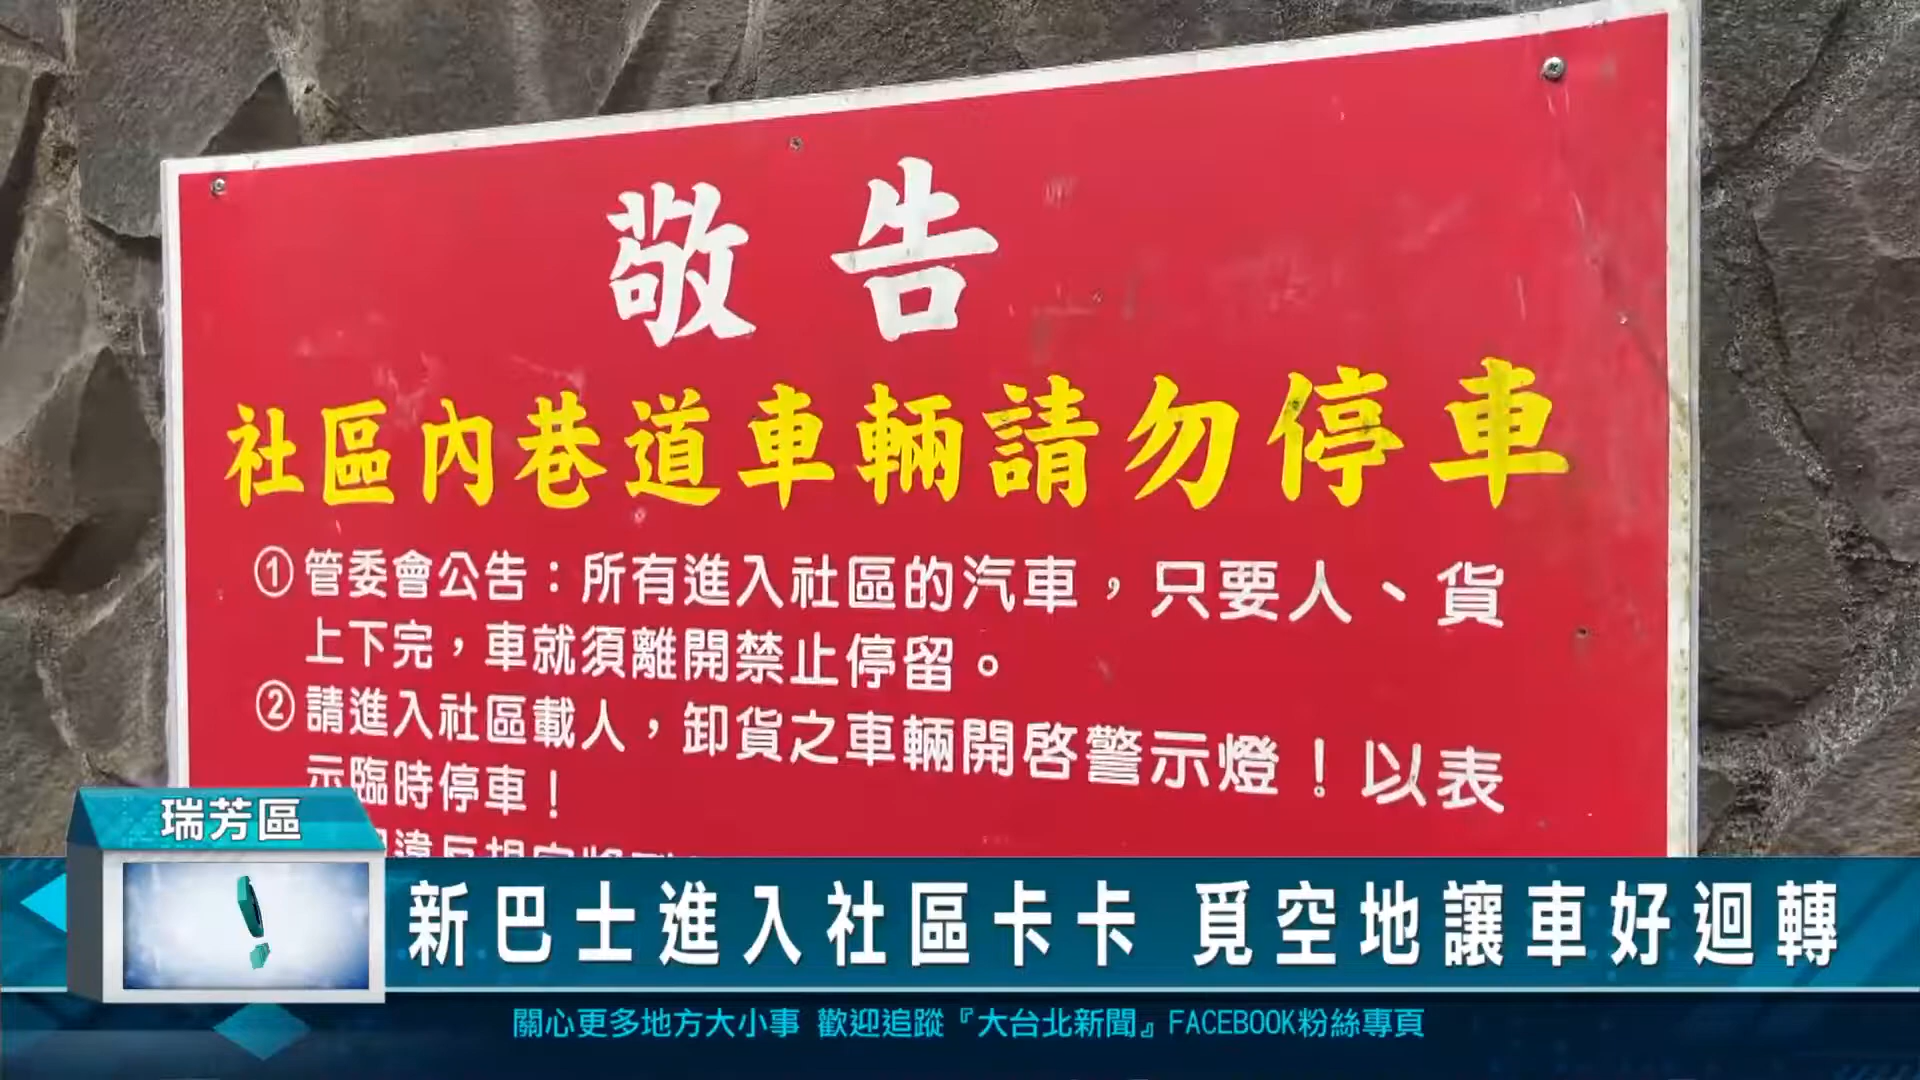 敬告
社區內巷道車輛請勿停車
①管委會公告：所有進入社區的汽車，只要人、貨
上下完，車就須離開禁止停留。
②請進入社區載人，卸貨之車輛開啓警示燈！以表
示臨時停車！
違反規定將
瑞芳區
新巴士進入社區卡卡 覓空地讓車好迴轉
關心更多地方大小事 歡迎追蹤『大台北新聞』FACEBOOK粉絲專頁